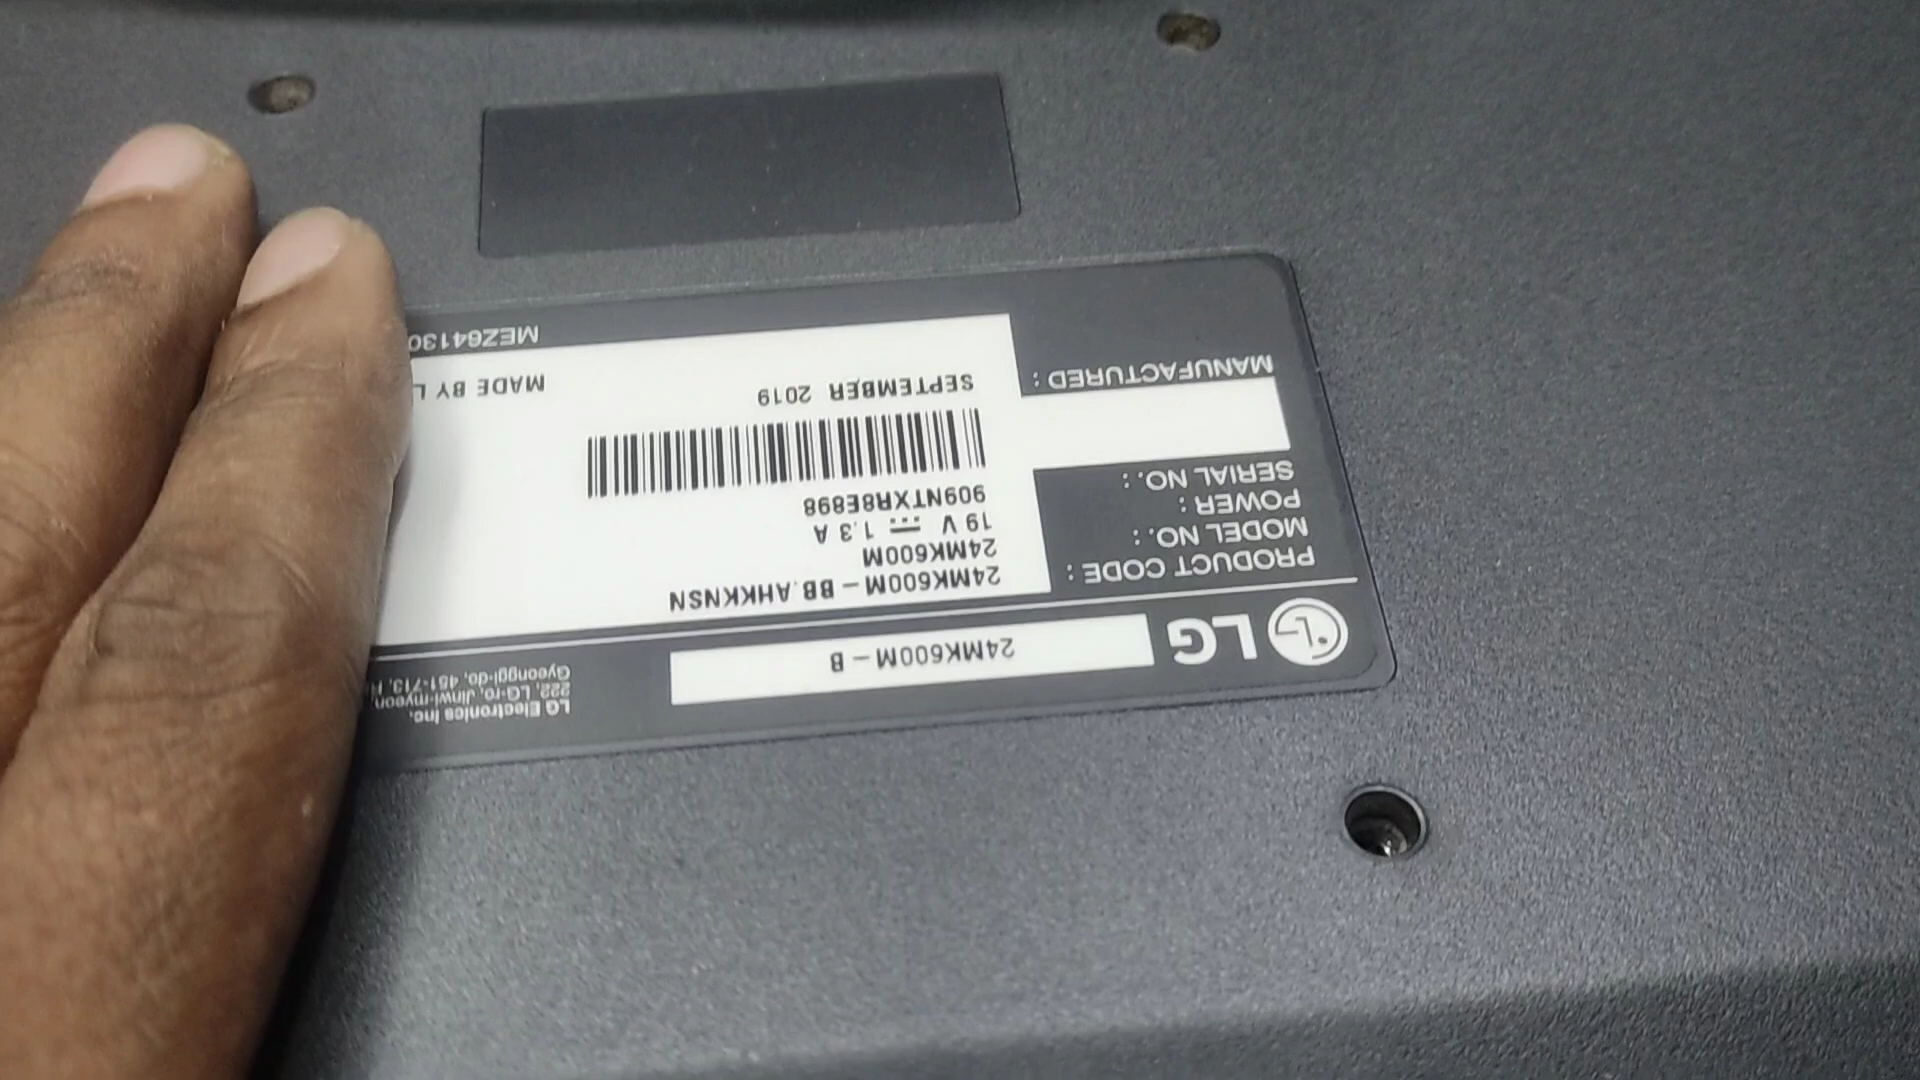 LG
24MK600M-B
LG Electronics Inc.
222, LG-ro, Jinwi-myeon,
Gyeonggi-do, 451-713,
PRODUCT CODE : 24MK600M-BB.AHKKNSN
MODEL NO. : 24MK600M
POWER : 19 V ⎓ 1.3 A
SERIAL NO. : 909NTXR8E898
MANUFACTURED : SEPTEMBER 2019
MADE BY L
MEZ64130